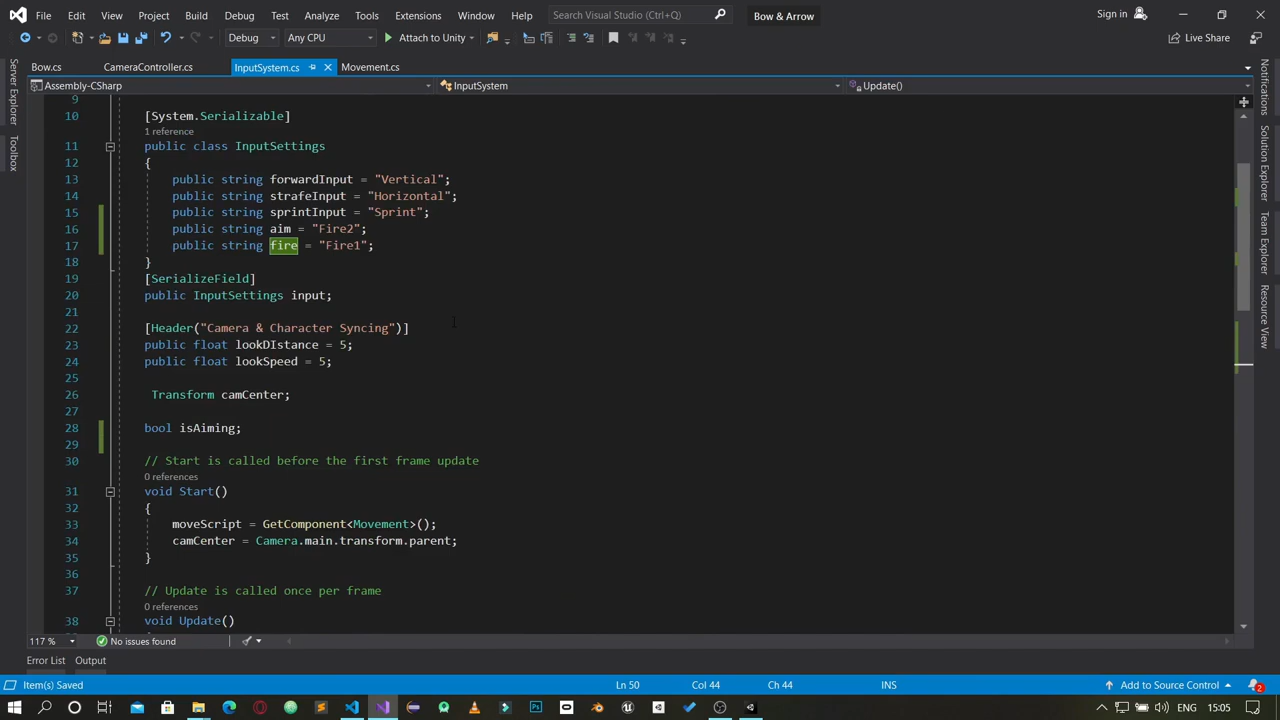 File Edit View Project Build Debug Test Analyze Tools Extensions Window Help Search Visual Studio (Ctrl+Q) Bow & Arrow Sign in
Debug Any CPU Attach to Unity Live Share
Bow.cs CameraController.cs InputSystem.cs Movement.cs
Assembly-CSharp InputSystem Update()
Server Explorer
Toolbox
Notifications
Solution Explorer
Team Explorer
Resource View
9
10 [System.Serializable]
1 reference
11 public class InputSettings
12 {
13 public string forwardInput = "Vertical";
14 public string strafeInput = "Horizontal";
15 public string sprintInput = "Sprint";
16 public string aim = "Fire2";
17 public string fire = "Fire1";
18 }
19 [SerializeField]
20 public InputSettings input;
21
22 [Header("Camera & Character Syncing")]
23 public float lookDIstance = 5;
24 public float lookSpeed = 5;
25
26 Transform camCenter;
27
28 bool isAiming;
29
30 // Start is called before the first frame update
0 references
31 void Start()
32 {
33 moveScript = GetComponent<Movement>();
34 camCenter = Camera.main.transform.parent;
35 }
36
37 // Update is called once per frame
0 references
38 void Update()
117 % No issues found
Error List Output
Item(s) Saved Ln 50 Col 44 Ch 44 INS Add to Source Control 2
ENG 15:05